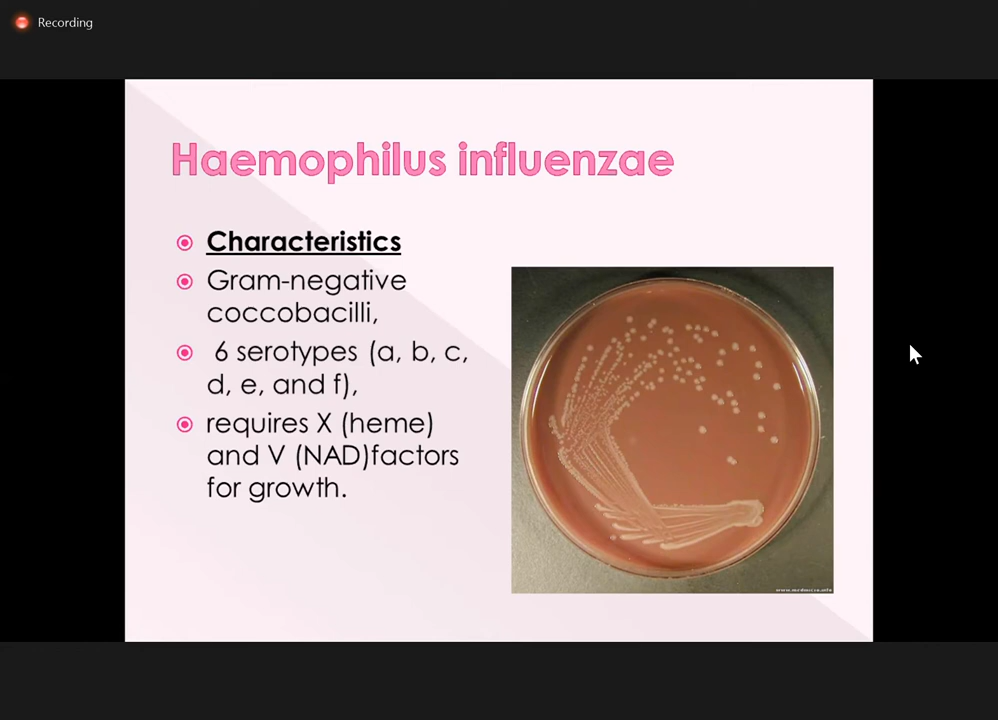 Recording
Haemophilus influenzae
Characteristics
Gram-negative
coccobacilli,
6 serotypes (a, b, c,
d, e, and f),
requires X (heme)
and V (NAD)factors
for growth.